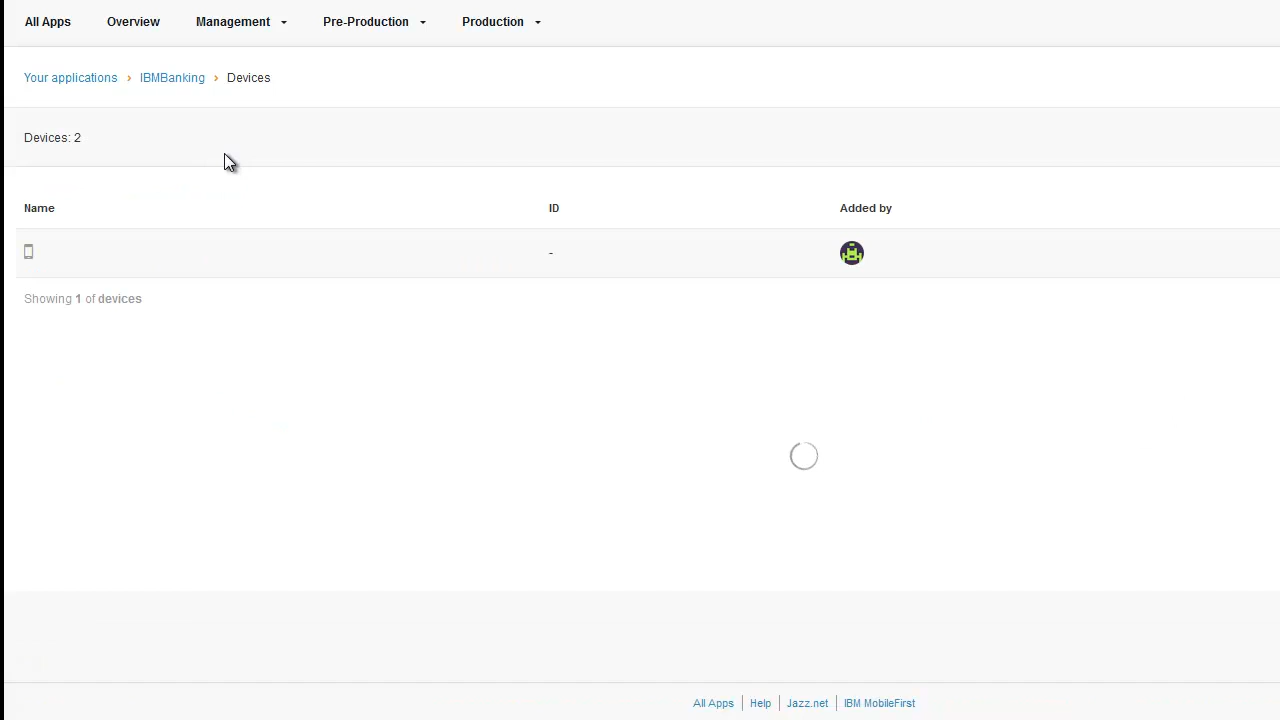 All Apps Overview Management Pre-Production Production
Your applications › IBMBanking › Devices
Devices: 2
Name ID Added by
-
Showing 1 of devices
All Apps Help Jazz.net IBM MobileFirst